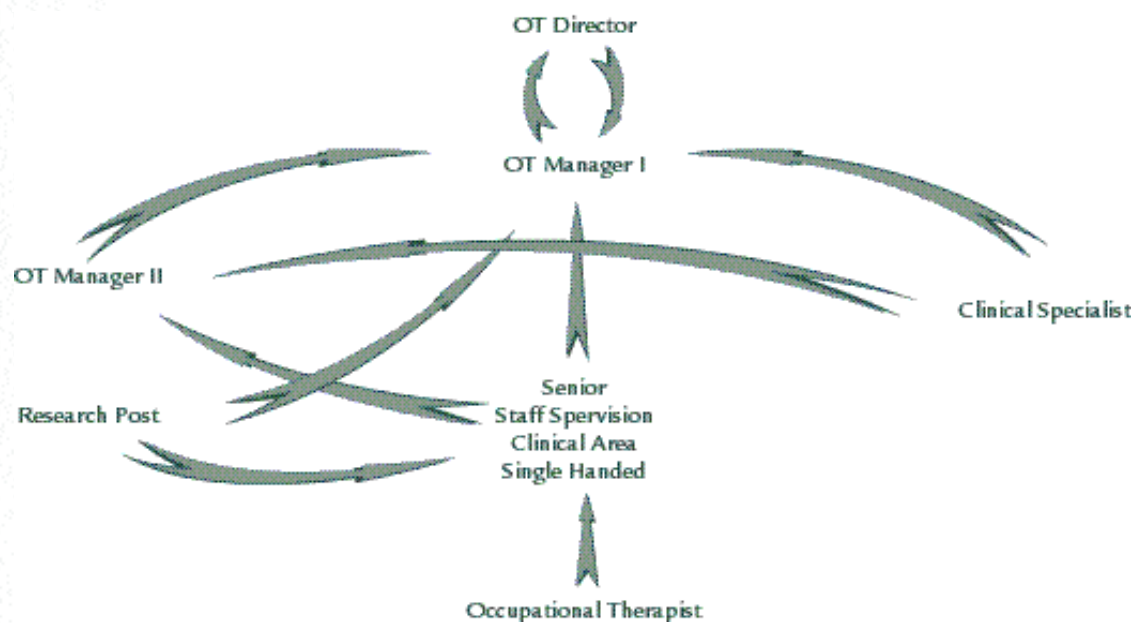 OT Director
OT Manager I
OT Manager II
Clinical Specialist
Senior
Staff Spervision
Clinical Area
Single Handed
Research Post
Occupational Therapist